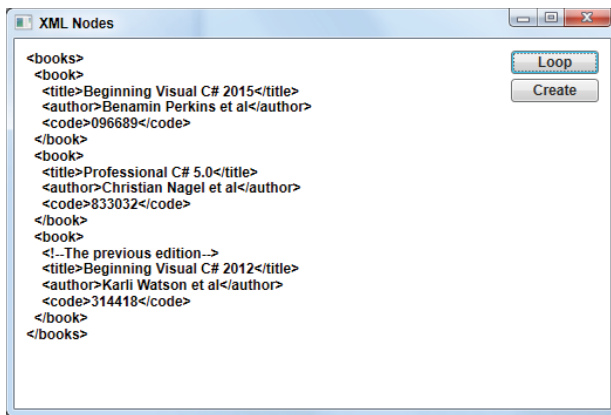 XML Nodes
<books>
<book>
<title>Beginning Visual C# 2015</title>
<author>Benamin Perkins et al</author>
<code>096689</code>
</book>
<book>
<title>Professional C# 5.0</title>
<author>Christian Nagel et al</author>
<code>833032</code>
</book>
<book>
<!--The previous edition-->
<title>Beginning Visual C# 2012</title>
<author>Karli Watson et al</author>
<code>314418</code>
</book>
</books>
Loop
Create